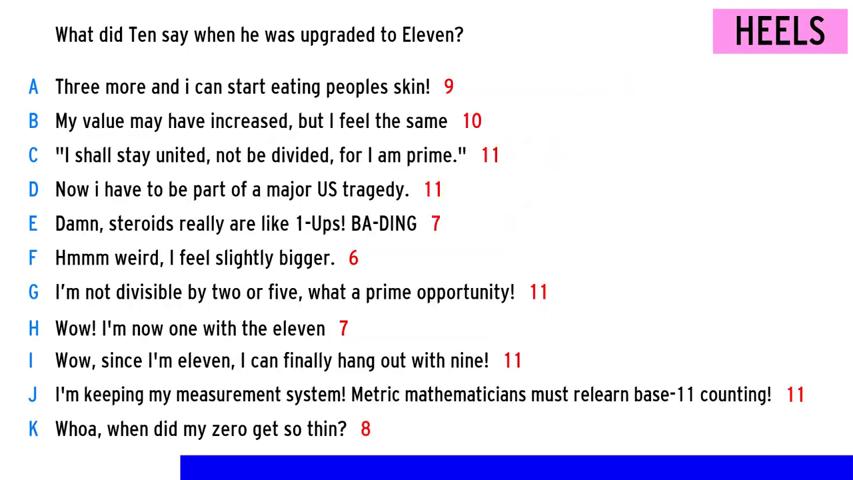 What did Ten say when he was upgraded to Eleven?
HEELS
A Three more and i can start eating peoples skin! 9
B My value may have increased, but I feel the same 10
C "I shall stay united, not be divided, for I am prime." 11
D Now i have to be part of a major US tragedy. 11
E Damn, steroids really are like 1-Ups! BA-DING 7
F Hmmm weird, I feel slightly bigger. 6
G I'm not divisible by two or five, what a prime opportunity! 11
H Wow! I'm now one with the eleven 7
I Wow, since I'm eleven, I can finally hang out with nine! 11
J I'm keeping my measurement system! Metric mathematicians must relearn base-11 counting! 11
K Whoa, when did my zero get so thin? 8